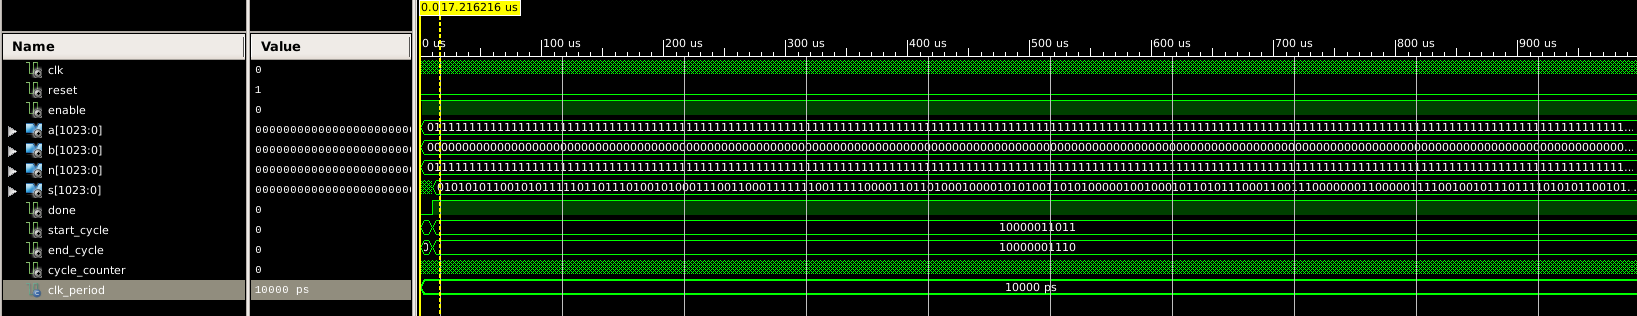 0.0 17.216216 us
Name Value
0 us 100 us 200 us 300 us 400 us 500 us 600 us 700 us 800 us 900 us
clk 0
reset 1
enable 0
a[1023:0]
b[1023:0]
n[1023:0]
s[1023:0]
done 0
start_cycle 0 10000011011
end_cycle 0 10000001110
cycle_counter 0
clk_period 10000 ps 10000 ps